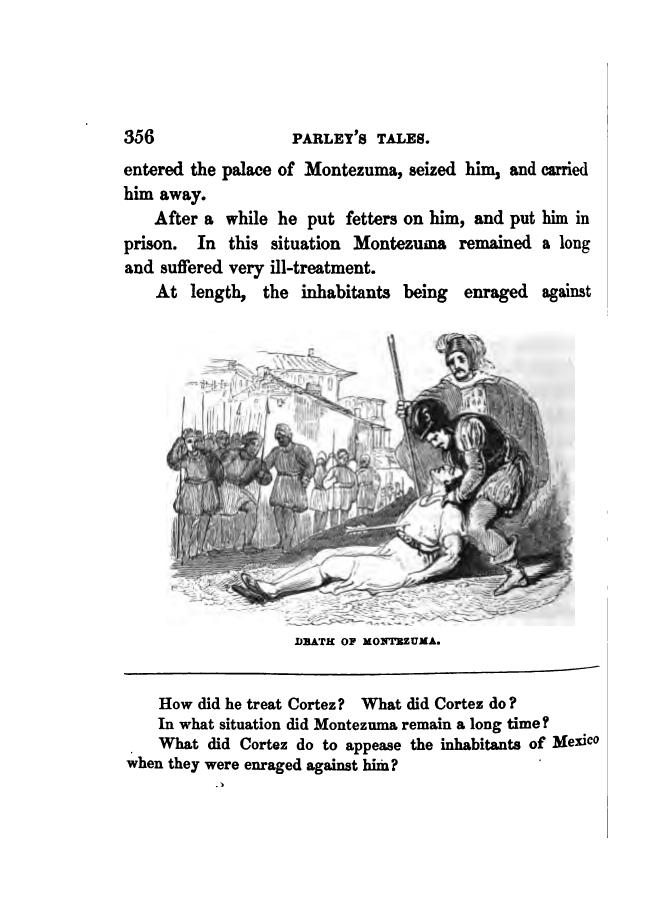 356 PARLEY'S TALES.
entered the palace of Montezuma, seized him, and carried
him away.
After a while he put fetters on him, and put him in
prison. In this situation Montezuma remained a long
and suffered very ill-treatment.
At length, the inhabitants being enraged against
DEATH OF MONTEZUMA.
How did he treat Cortez? What did Cortez do?
In what situation did Montezuma remain a long time?
What did Cortez do to appease the inhabitants of Mexico
when they were enraged against him?